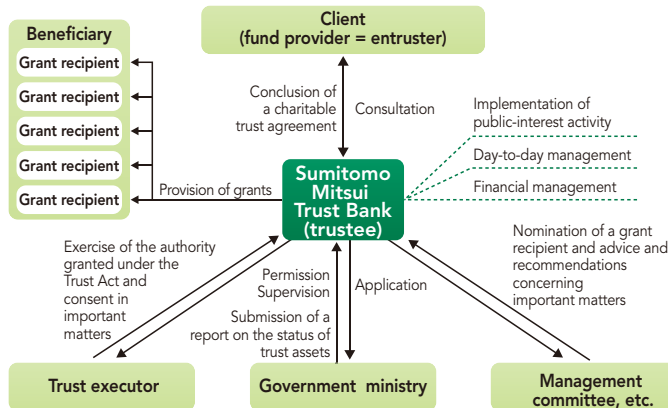 Beneficiary
Grant recipient
Grant recipient
Grant recipient
Grant recipient
Grant recipient
Client
(fund provider = entruster)
Conclusion of
a charitable
trust agreement
Consultation
Implementation of
public-interest activity
Day-to-day management
Financial management
Sumitomo
Mitsui
Trust Bank
(trustee)
Provision of grants
Exercise of the authority
granted under the
Trust Act and
consent in
important
matters
Permission
Supervision
Application
Submission of a
report on the status of
trust assets
Nomination of a grant
recipient and advice and
recommendations
concerning
important matters
Trust executor
Government ministry
Management
committee, etc.